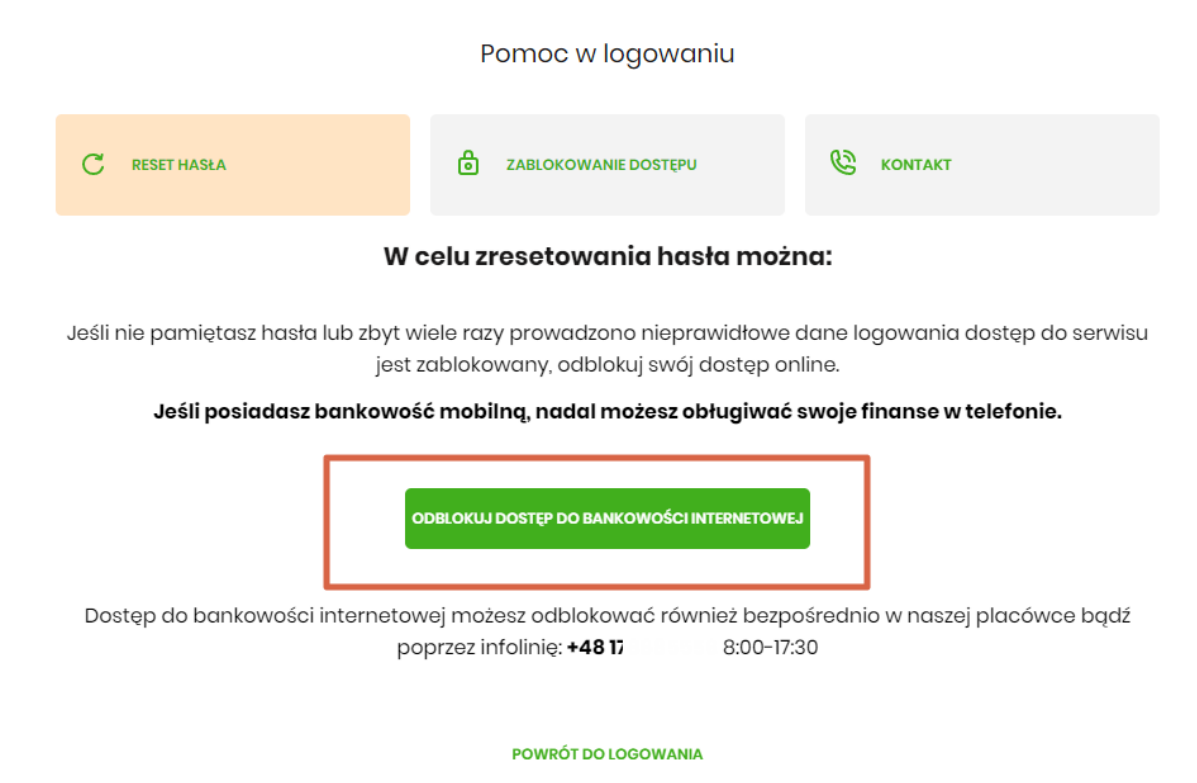 Pomoc w logowaniu
RESET HASŁA
ZABLOKOWANIE DOSTĘPU
KONTAKT
W celu zresetowania hasła można:
Jeśli nie pamiętasz hasła lub zbyt wiele razy prowadzono nieprawidłowe dane logowania dostęp do serwisu
jest zablokowany, odblokuj swój dostęp online.
Jeśli posiadasz bankowość mobilną, nadal możesz obługiwać swoje finanse w telefonie.
ODBLOKUJ DOSTĘP DO BANKOWOŚCI INTERNETOWEJ
Dostęp do bankowości internetowej możesz odblokować również bezpośrednio w naszej placówce bądź
poprzez infolinię: +48 17 8:00-17:30
POWRÓT DO LOGOWANIA